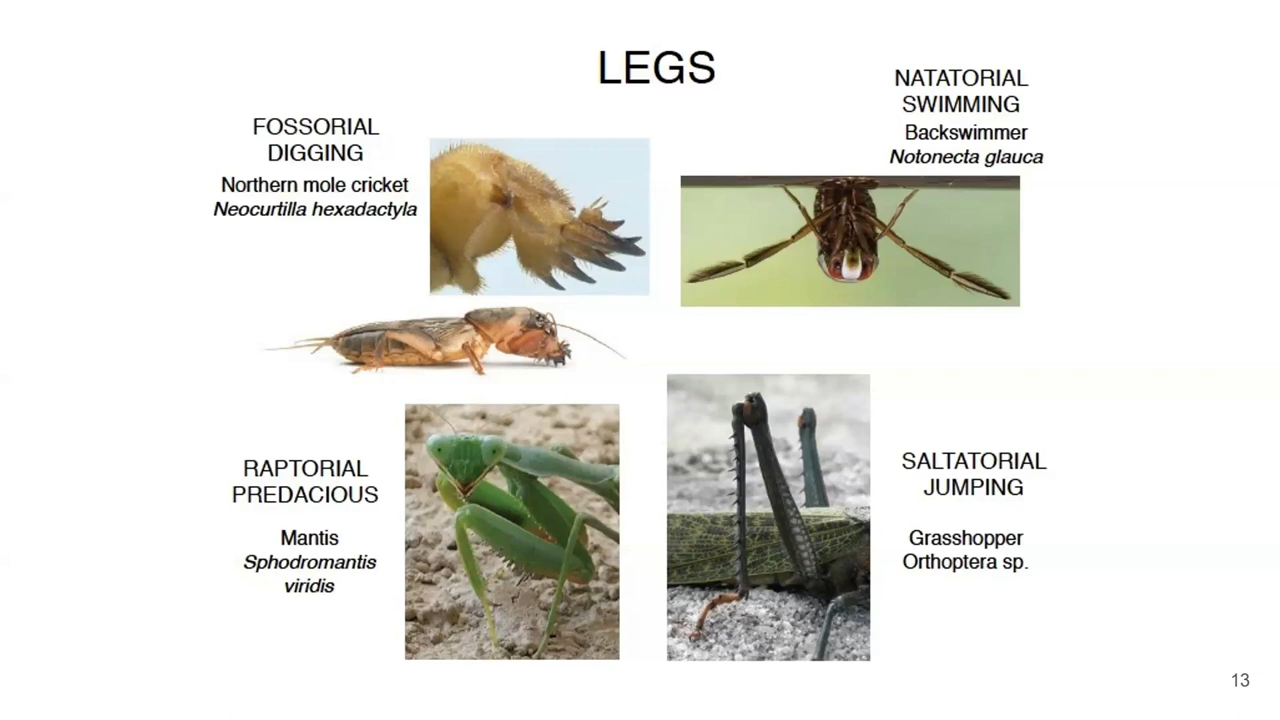 LEGS
FOSSORIAL
DIGGING
Northern mole cricket
Neocurtilla hexadactyla
NATATORIAL
SWIMMING
Backswimmer
Notonecta glauca
RAPTORIAL
PREDACIOUS
Mantis
Sphodromantis
viridis
SALTATORIAL
JUMPING
Grasshopper
Orthoptera sp.
13